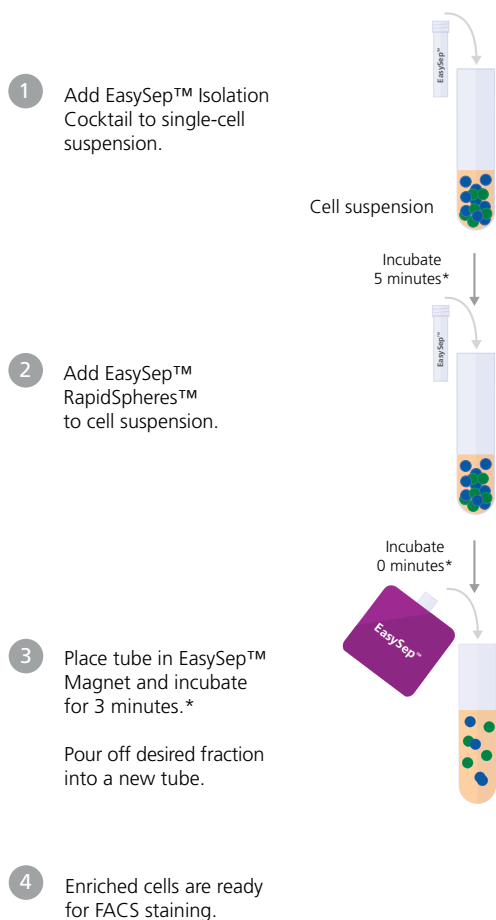 EasySep™
1
Add EasySep™ Isolation
Cocktail to single-cell
suspension.
Cell suspension
Incubate
5 minutes*
EasySep™
2
Add EasySep™
RapidSpheres™
to cell suspension.
Incubate
0 minutes*
EasySep™
3
Place tube in EasySep™
Magnet and incubate
for 3 minutes.*
Pour off desired fraction
into a new tube.
4
Enriched cells are ready
for FACS staining.